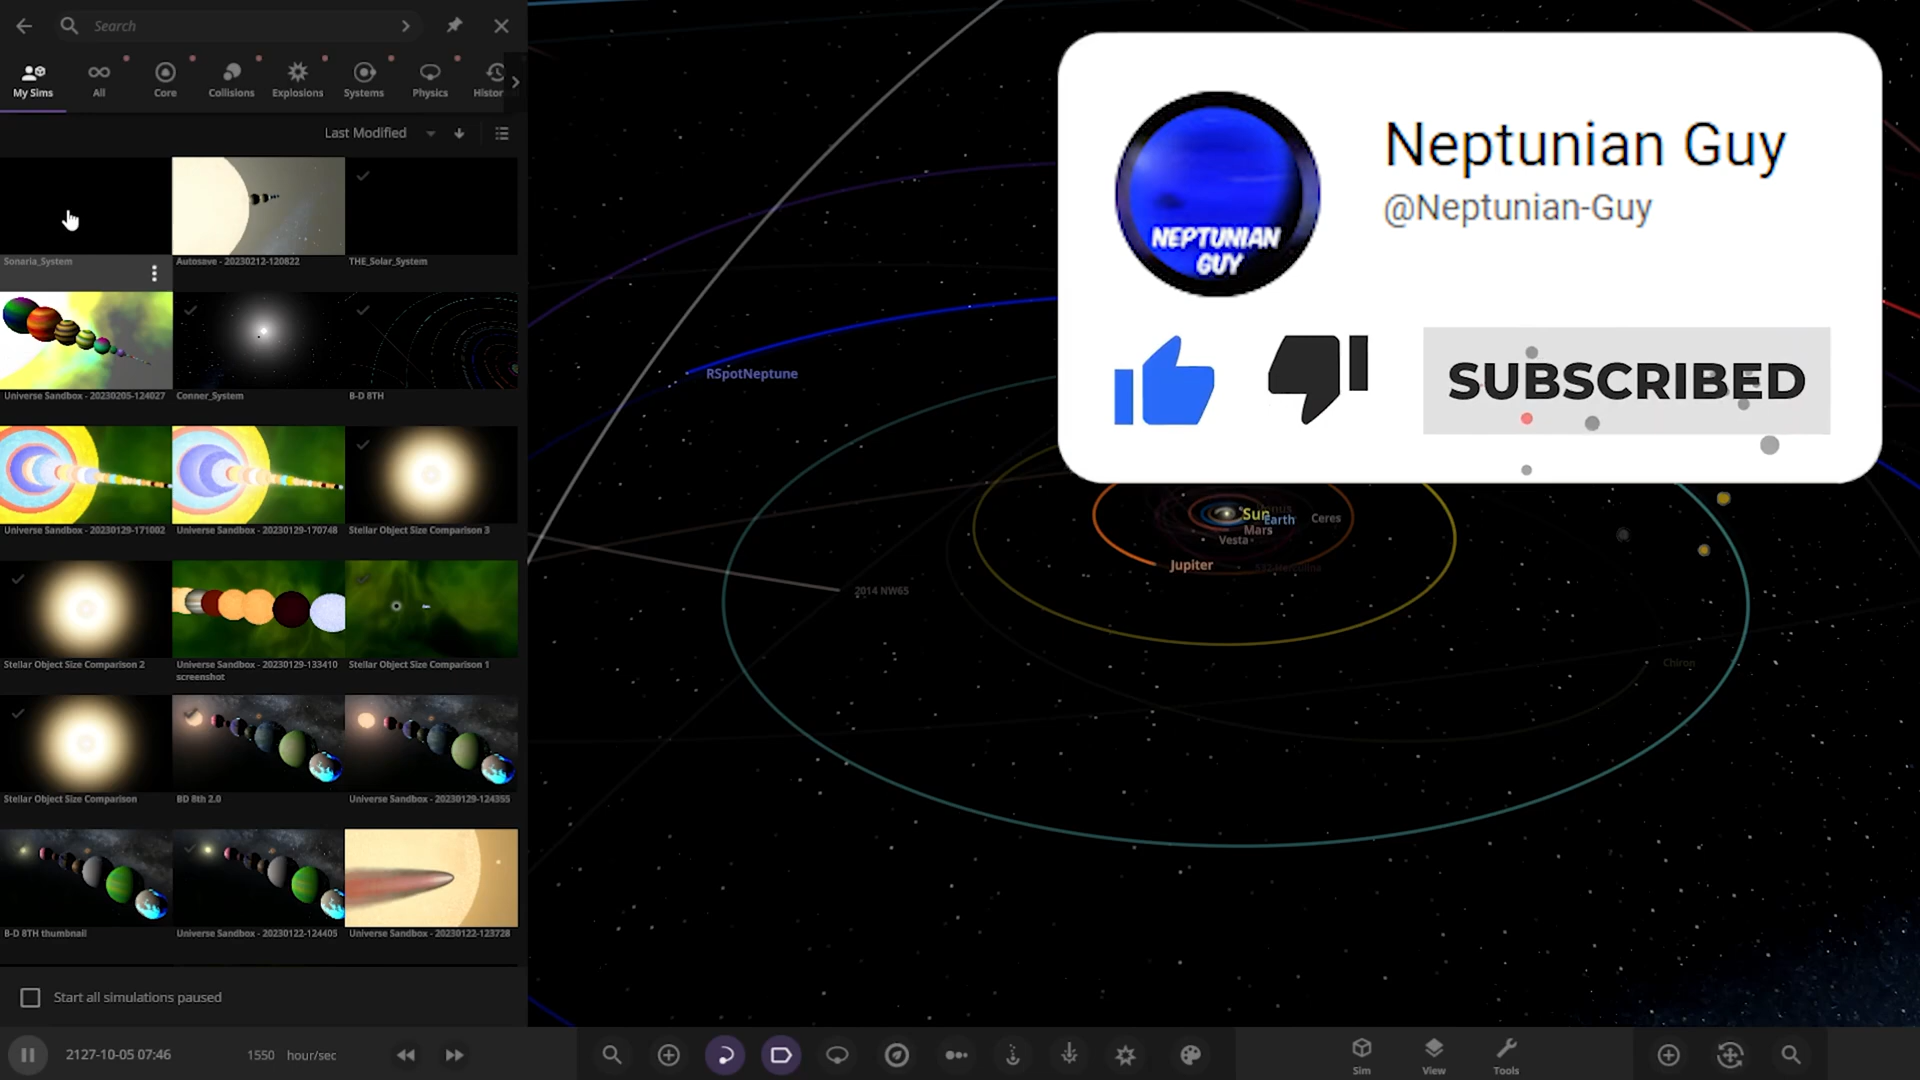 Search
My Sims
All
Core
Collisions
Explosions
Systems
Physics
Histor
Last Modified
Sonaria_System
Autosave - 20230212-120822
THE_Solar_System
Universe Sandbox - 20230205-124027
Conner_System
B-D 8TH
Universe Sandbox - 20230129-171002
Universe Sandbox - 20230129-170748
Stellar Object Size Comparison 3
Stellar Object Size Comparison 2
Universe Sandbox - 20230129-133410
screenshot
Stellar Object Size Comparison 1
Stellar Object Size Comparison
BD 8th 2.0
Universe Sandbox - 20230129-124355
B-D 8TH thumbnail
Universe Sandbox - 20230122-124405
Universe Sandbox - 20230122-123728
Start all simulations paused
2127-10-05 07:46
1550 hour/sec
Neptunian Guy
@Neptunian-Guy
NEPTUNIAN
GUY
SUBSCRIBED
RSpotNeptune
Sun
Earth
Ceres
Mars
Vesta
Jupiter
2014 NW65
Chiron
Sim
View
Tools